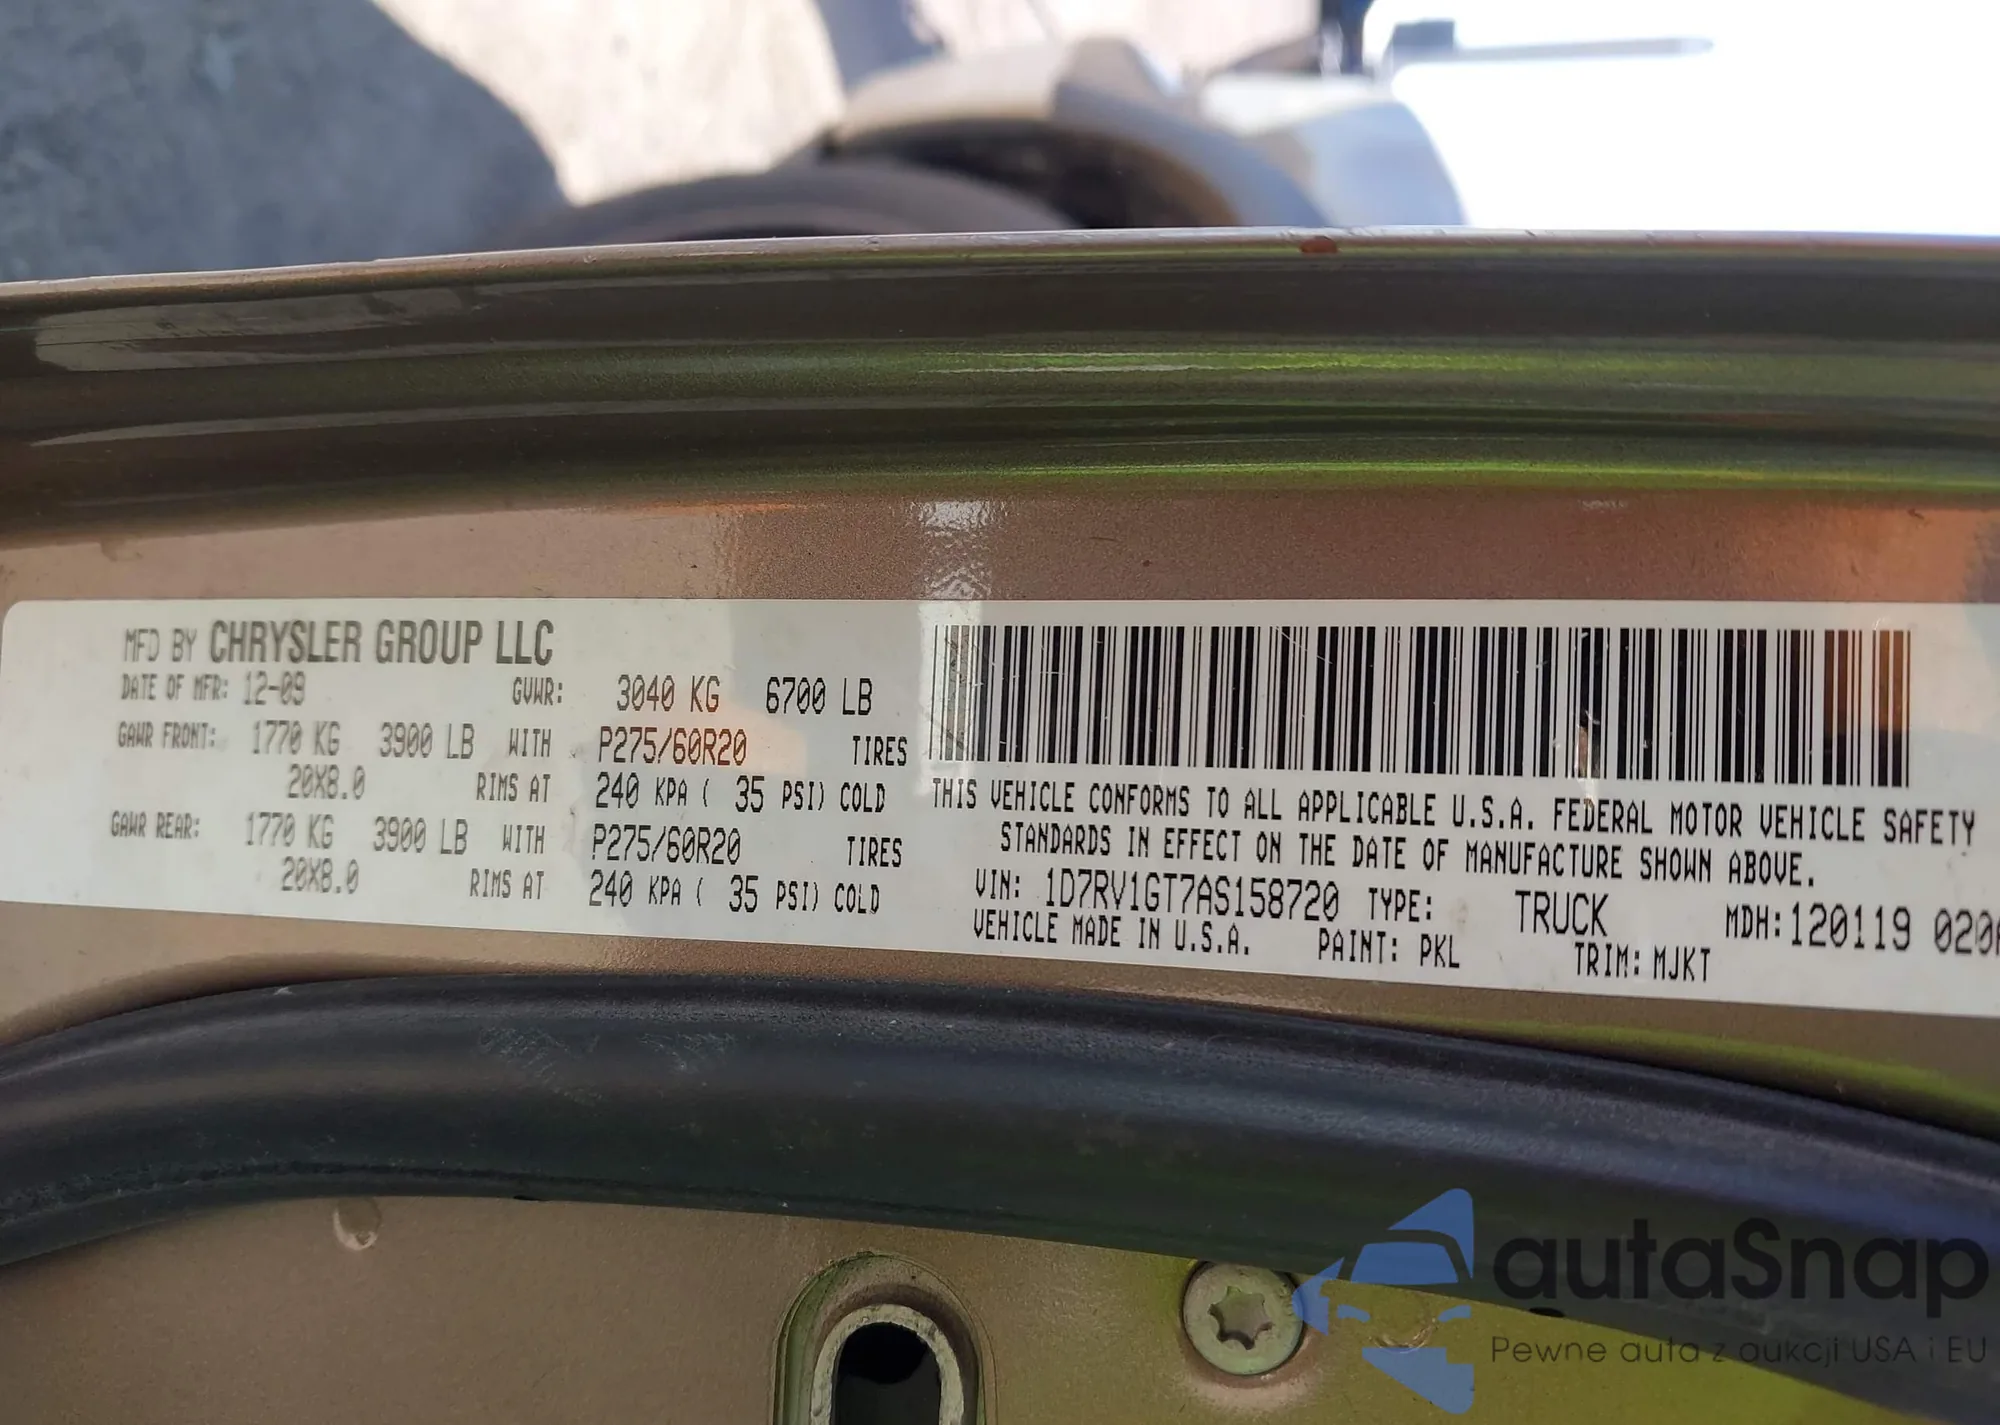 MFD BY CHRYSLER GROUP LLC
DATE OF MFR: 12-09 GVWR: 3040 KG 6700 LB
GAWR FRONT: 1770 KG 3900 LB WITH P275/60R20 TIRES
20X8.0 RIMS AT 240 KPA ( 35 PSI) COLD
GAWR REAR: 1770 KG 3900 LB WITH P275/60R20 TIRES
20X8.0 RIMS AT 240 KPA ( 35 PSI) COLD
THIS VEHICLE CONFORMS TO ALL APPLICABLE U.S.A. FEDERAL MOTOR VEHICLE SAFETY
STANDARDS IN EFFECT ON THE DATE OF MANUFACTURE SHOWN ABOVE.
VIN: 1D7RV1GT7AS158720 TYPE: TRUCK MDH: 120119 020
VEHICLE MADE IN U.S.A. PAINT: PKL TRIM: MJKT
autaSnap
Pewne auta z aukcji USA i EU